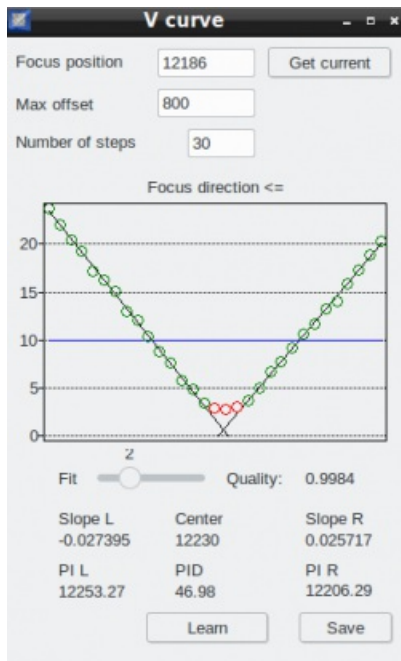 V curve
Focus position 12186 Get current
Max offset 800
Number of steps 30
Focus direction <=
20
15
10
5
0
2
Fit Quality: 0.9984
Slope L Center Slope R
-0.027395 12230 0.025717
PI L PID PI R
12253.27 46.98 12206.29
Learn Save